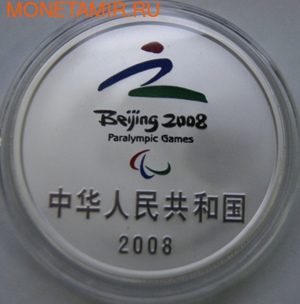 MONETAMIR.RU
Beijing 2008
Paralympic Games
中华人民共和国
2008